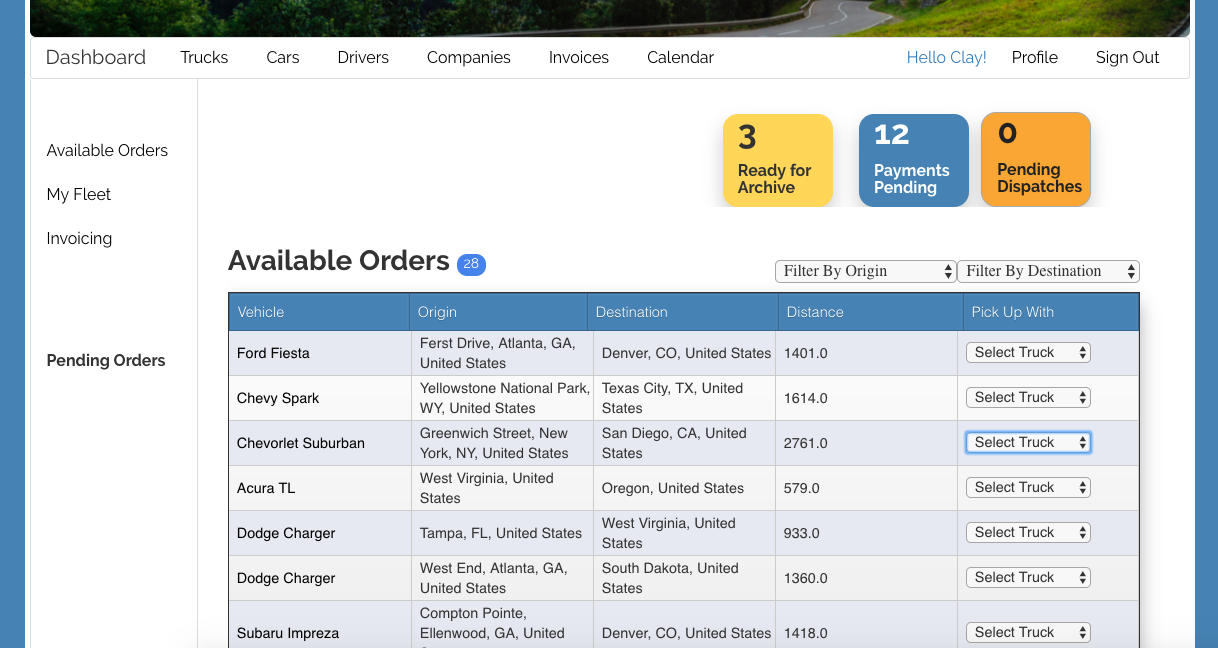 Dashboard Trucks Cars Drivers Companies Invoices Calendar Hello Clay! Profile Sign Out
Available Orders
My Fleet
Invoicing
Pending Orders
3
Ready for
Archive
12
Payments
Pending
0
Pending
Dispatches
Available Orders 28
Filter By Origin Filter By Destination
Vehicle Origin Destination Distance Pick Up With
Ford Fiesta
Ferst Drive, Atlanta, GA,
United States
Denver, CO, United States
1401.0
Select Truck
Chevy Spark
Yellowstone National Park,
WY, United States
Texas City, TX, United
States
1614.0
Select Truck
Chevorlet Suburban
Greenwich Street, New
York, NY, United States
San Diego, CA, United
States
2761.0
Select Truck
Acura TL
West Virginia, United
States
Oregon, United States
579.0
Select Truck
Dodge Charger
Tampa, FL, United States
West Virginia, United
States
933.0
Select Truck
Dodge Charger
West End, Atlanta, GA,
United States
South Dakota, United
States
1360.0
Select Truck
Subaru Impreza
Compton Pointe,
Ellenwood, GA, United
Denver, CO, United States
1418.0
Select Truck